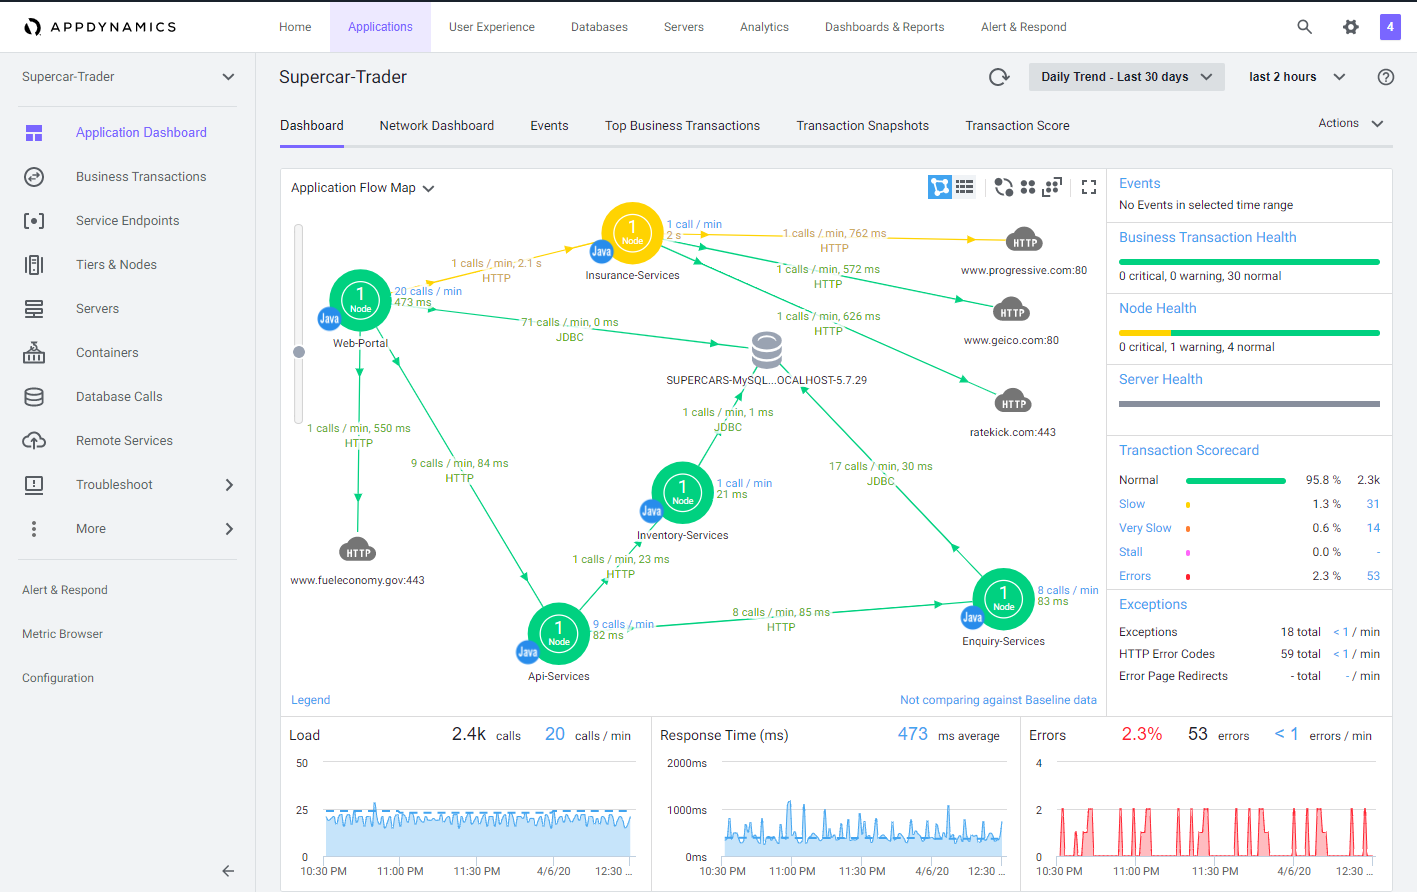 APPDYNAMICS
Home
Applications
User Experience
Databases
Servers
Analytics
Dashboards & Reports
Alert & Respond
4
Supercar-Trader
Application Dashboard
Business Transactions
Service Endpoints
Tiers & Nodes
Servers
Containers
Database Calls
Remote Services
Troubleshoot
More
Alert & Respond
Metric Browser
Configuration
Supercar-Trader
Daily Trend - Last 30 days
last 2 hours
Dashboard
Network Dashboard
Events
Top Business Transactions
Transaction Snapshots
Transaction Score
Actions
Application Flow Map
1
Node
Java
Insurance-Services
1 call / min
2 s
1 calls / min, 762 ms
HTTP
HTTP
www.progressive.com:80
1 calls / min, 2.1 s
HTTP
1 calls / min, 572 ms
HTTP
HTTP
www.geico.com:80
1
Node
Java
Web-Portal
20 calls / min
473 ms
71 calls / min, 0 ms
JDBC
1 calls / min, 626 ms
HTTP
SUPERCARS-MySQL...OCALHOST-5.7.29
HTTP
ratekick.com:443
1 calls / min, 550 ms
HTTP
1 calls / min, 1 ms
JDBC
9 calls / min, 84 ms
HTTP
17 calls / min, 30 ms
JDBC
1
Node
Java
Inventory-Services
1 call / min
21 ms
HTTP
www.fueleconomy.gov:443
1 calls / min, 23 ms
HTTP
1
Node
Java
Api-Services
9 calls / min
82 ms
8 calls / min, 85 ms
HTTP
1
Node
Java
Enquiry-Services
8 calls / min
83 ms
Legend
Not comparing against Baseline data
Events
No Events in selected time range
Business Transaction Health
0 critical, 0 warning, 30 normal
Node Health
0 critical, 1 warning, 4 normal
Server Health
Transaction Scorecard
Normal 95.8 % 2.3k
Slow 1.3 % 31
Very Slow 0.6 % 14
Stall 0.0 % -
Errors 2.3 % 53
Exceptions
Exceptions 18 total < 1 / min
HTTP Error Codes 59 total < 1 / min
Error Page Redirects - total - / min
Load 2.4k calls 20 calls / min
50
25
0
10:30 PM 11:00 PM 11:30 PM 4/6/20 12:30 ...
Response Time (ms) 473 ms average
2000ms
1000ms
0ms
10:30 PM 11:00 PM 11:30 PM 4/6/20 12:30 ...
Errors 2.3% 53 errors < 1 errors / min
4
2
0
10:30 PM 11:00 PM 11:30 PM 4/6/20 12:30 ...